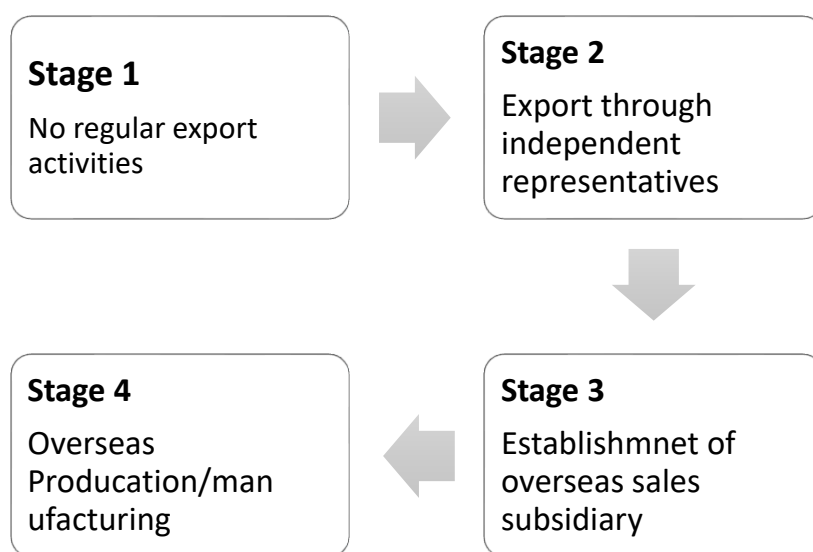 Stage 1
No regular export
activities
Stage 2
Export through
independent
representatives
Stage 3
Establishmnet of
overseas sales
subsidiary
Stage 4
Overseas
Producation/man
ufacturing